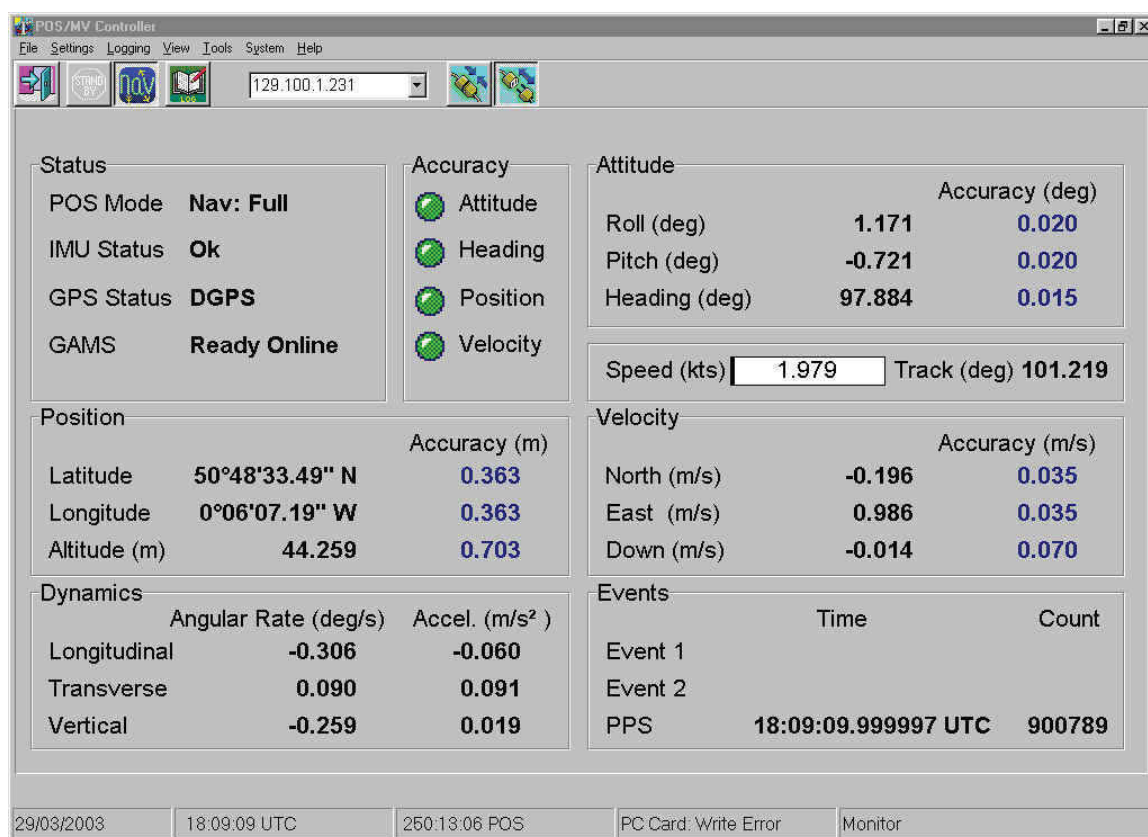 POS/MV Controller
File Settings Logging View Tools System Help
STAND BY nav LOG 129.100.1.231
Status
POS Mode Nav: Full
IMU Status Ok
GPS Status DGPS
GAMS Ready Online
Accuracy
Attitude
Heading
Position
Velocity
Attitude
Accuracy (deg)
Roll (deg) 1.171 0.020
Pitch (deg) -0.721 0.020
Heading (deg) 97.884 0.015
Speed (kts) 1.979 Track (deg) 101.219
Position
Accuracy (m)
Latitude 50°48'33.49" N 0.363
Longitude 0°06'07.19" W 0.363
Altitude (m) 44.259 0.703
Velocity
Accuracy (m/s)
North (m/s) -0.196 0.035
East (m/s) 0.986 0.035
Down (m/s) -0.014 0.070
Dynamics
Angular Rate (deg/s) Accel. (m/s² )
Longitudinal -0.306 -0.060
Transverse 0.090 0.091
Vertical -0.259 0.019
Events
Time Count
Event 1
Event 2
PPS 18:09:09.999997 UTC 900789
29/03/2003 18:09:09 UTC 250:13:06 POS PC Card: Write Error Monitor